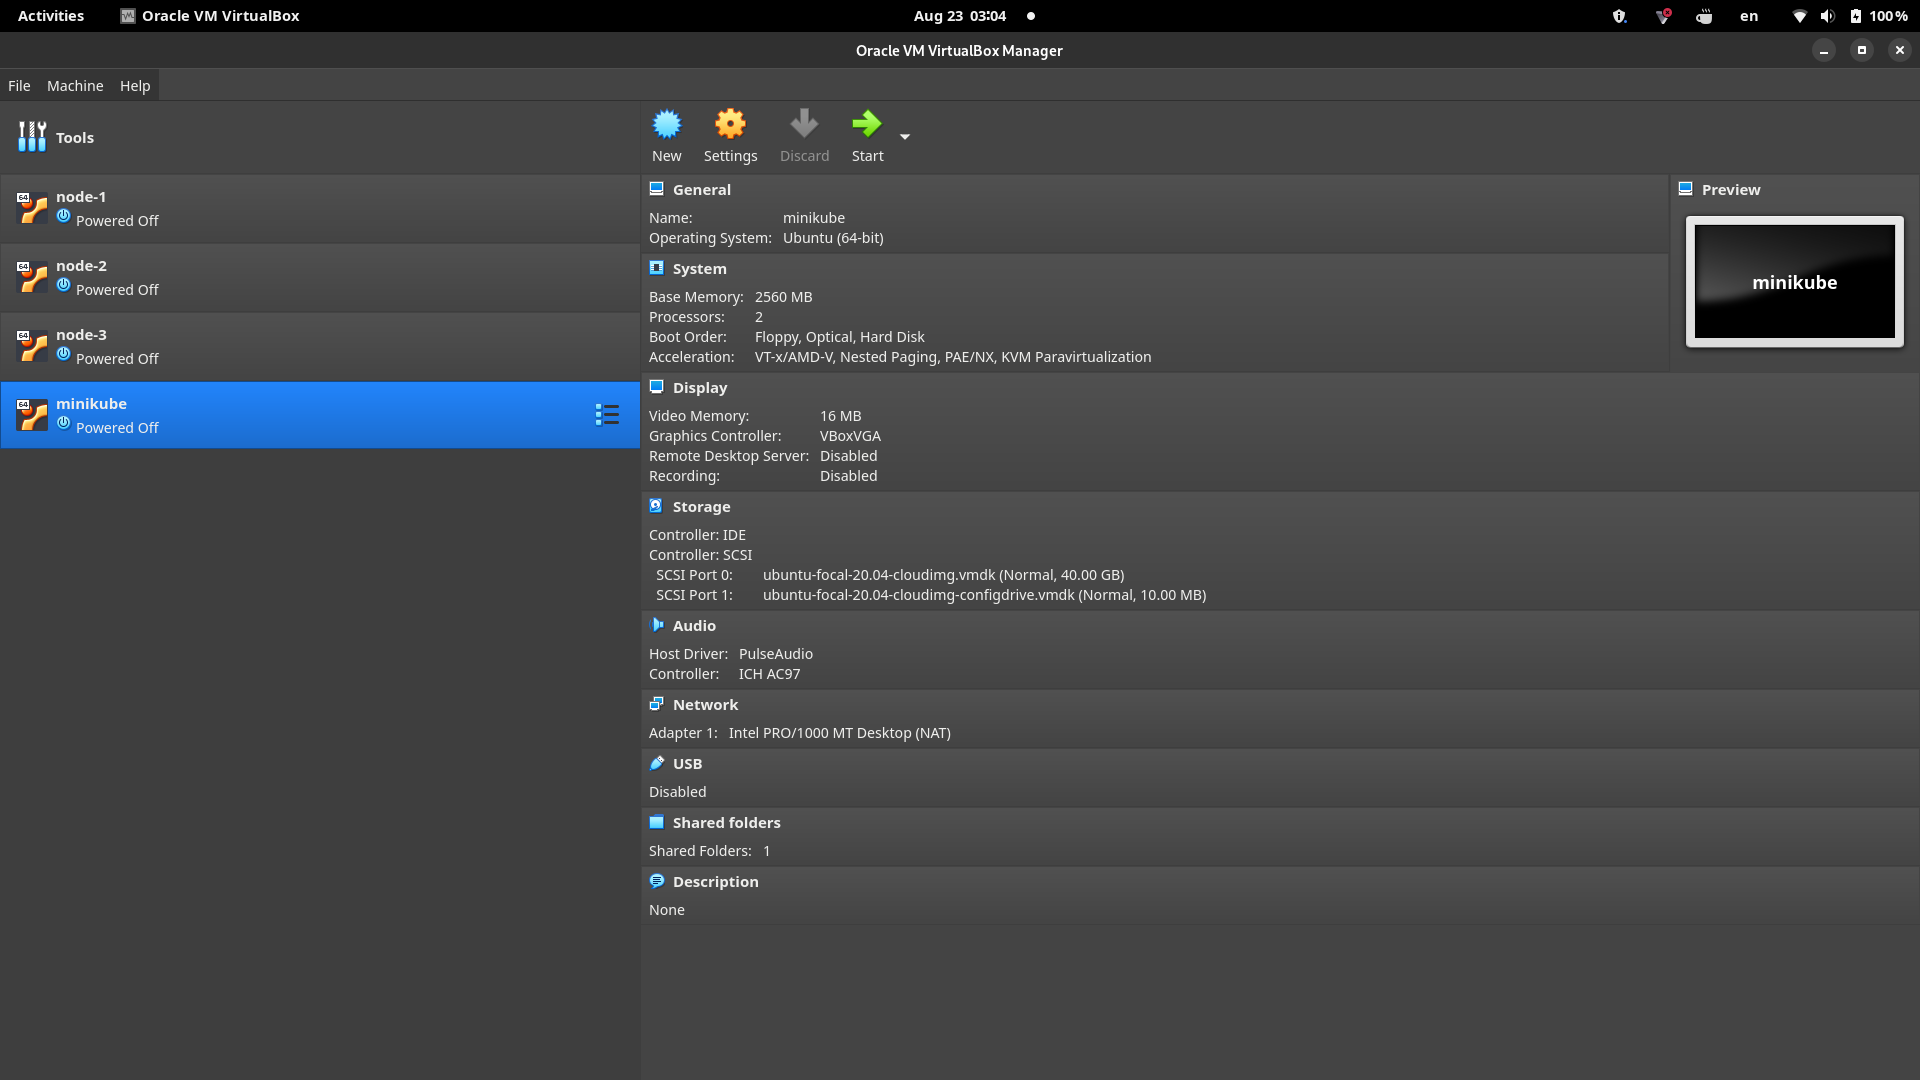 Activities
Oracle VM VirtualBox
Aug 23 03:04
en
100 %
Oracle VM VirtualBox Manager
File Machine Help
Tools
node-1
Powered Off
node-2
Powered Off
node-3
Powered Off
minikube
Powered Off
64
64
64
64
New Settings Discard Start
General
Name: minikube
Operating System: Ubuntu (64-bit)
System
Base Memory: 2560 MB
Processors: 2
Boot Order: Floppy, Optical, Hard Disk
Acceleration: VT-x/AMD-V, Nested Paging, PAE/NX, KVM Paravirtualization
Display
Video Memory: 16 MB
Graphics Controller: VBoxVGA
Remote Desktop Server: Disabled
Recording: Disabled
Storage
Controller: IDE
Controller: SCSI
SCSI Port 0: ubuntu-focal-20.04-cloudimg.vmdk (Normal, 40.00 GB)
SCSI Port 1: ubuntu-focal-20.04-cloudimg-configdrive.vmdk (Normal, 10.00 MB)
Audio
Host Driver: PulseAudio
Controller: ICH AC97
Network
Adapter 1: Intel PRO/1000 MT Desktop (NAT)
USB
Disabled
Shared folders
Shared Folders: 1
Description
None
Preview
minikube